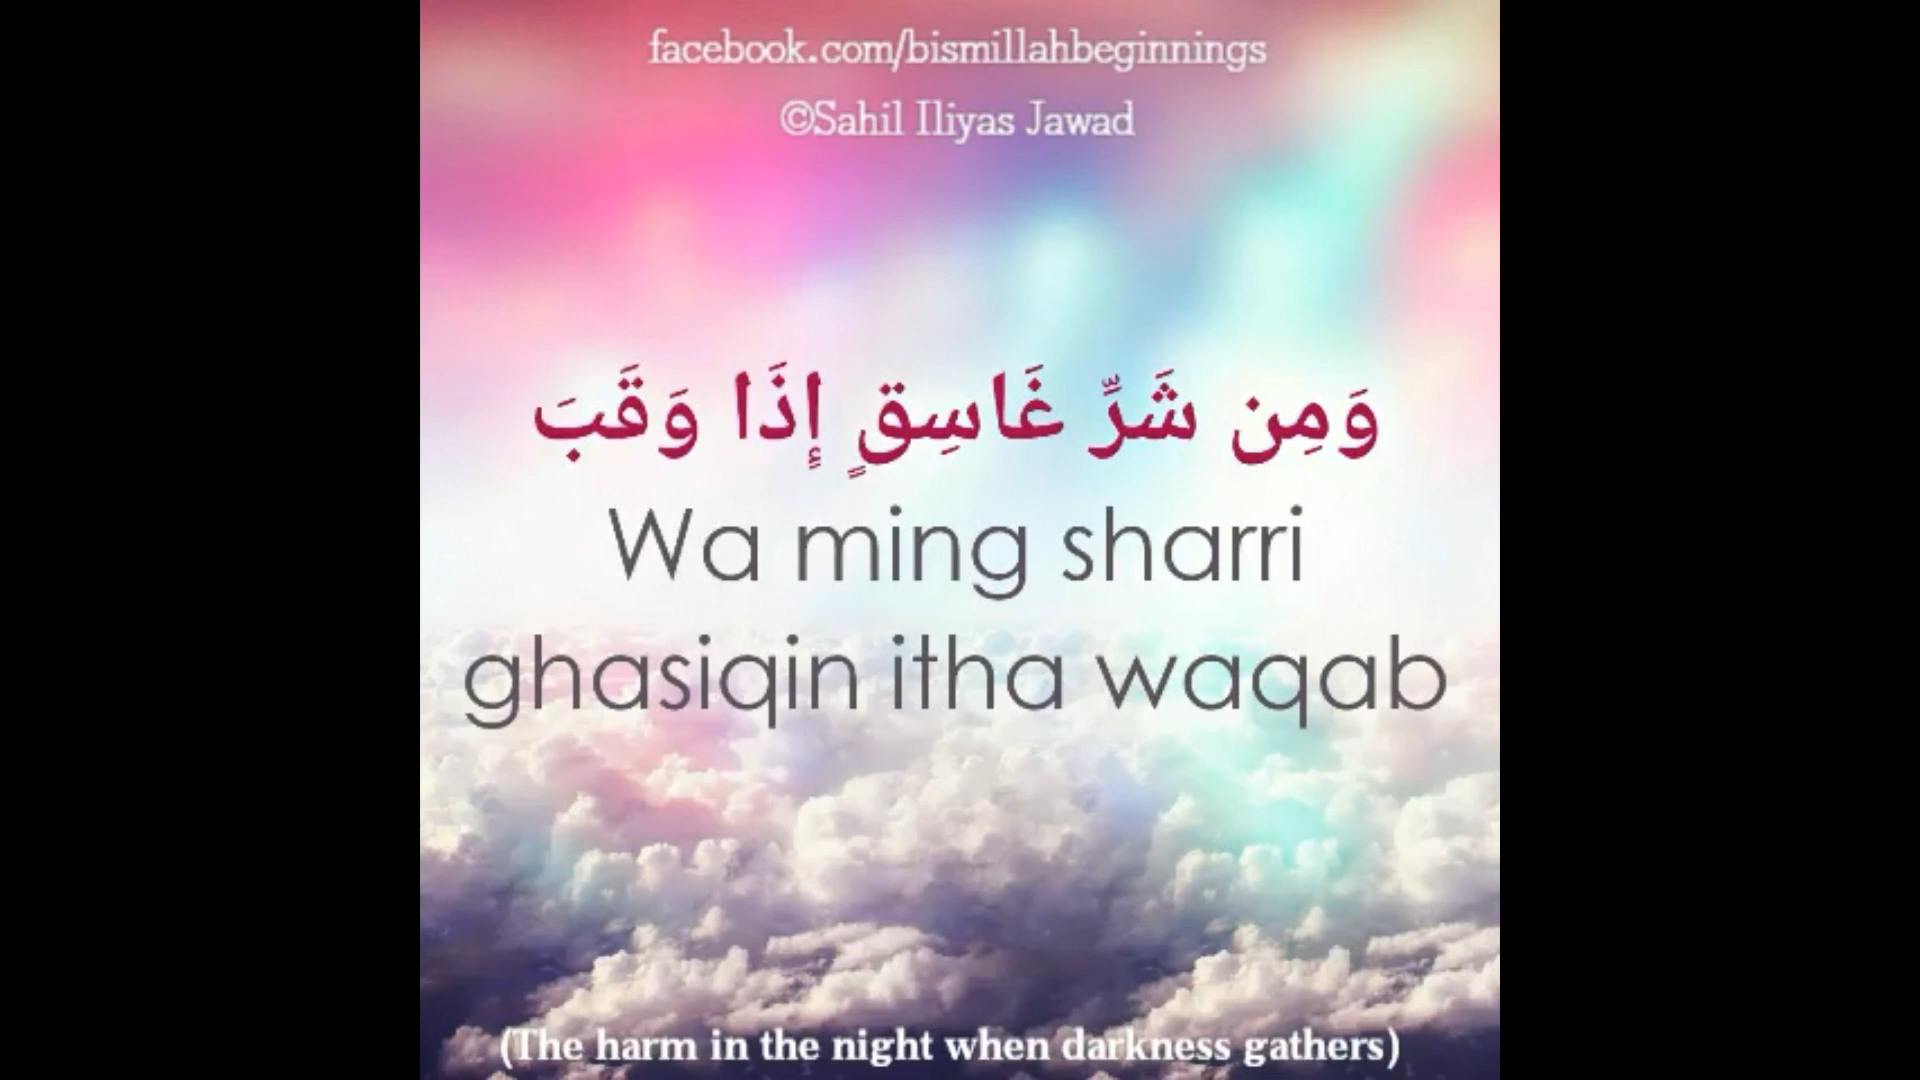 facebook.com/bismillahbeginnings
©Sahil Iliyas Jawad
وَمِن شَرِّ غَاسِقٍ إِذَا وَقَبَ
Wa ming sharri
ghasiqin itha waqab
(The harm in the night when darkness gathers)